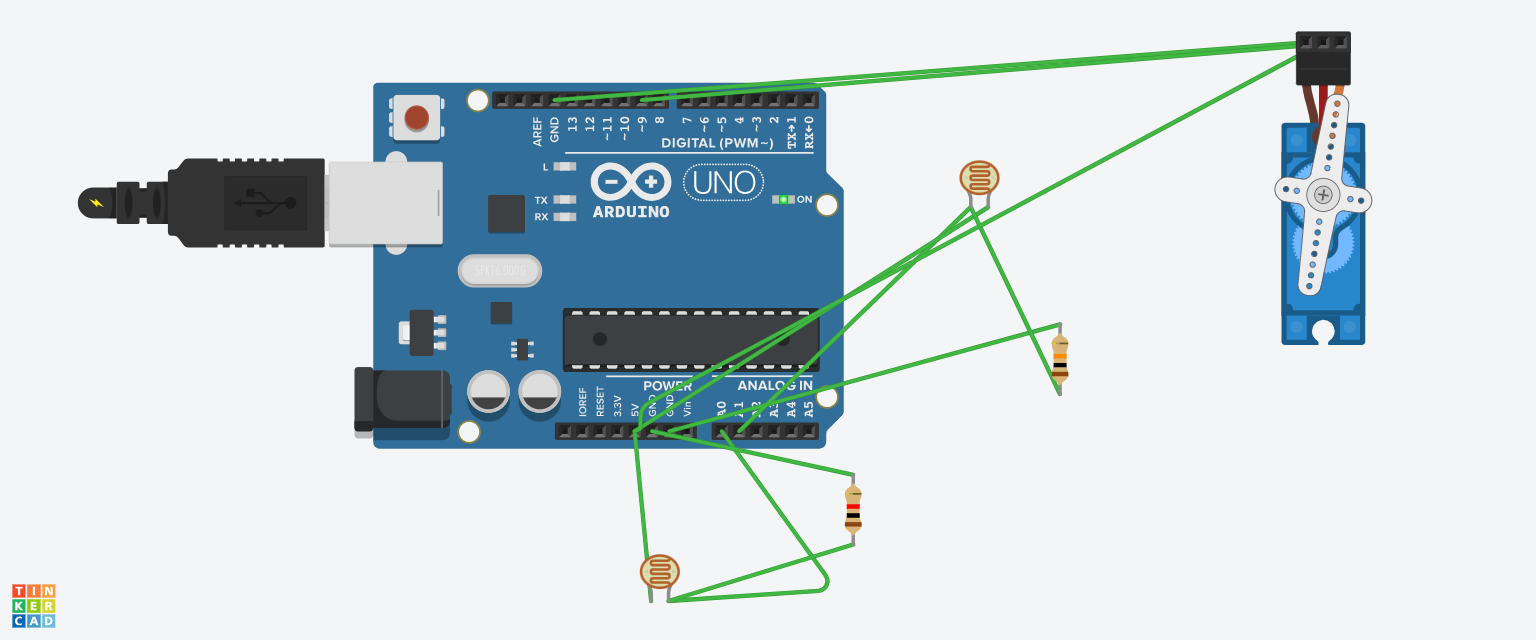 AREF
GND
13
12
~11
~10
~9
8
7
~6
~5
4
~3
2
TX→1
RX←0
DIGITAL (PWM~)
L
TX
RX
UNO
ON
ARDUINO
SPK16.000G
POWER
ANALOG IN
IOREF
RESET
3.3V
5V
GND
GND
Vin
A0
A1
A2
A3
A4
A5
TIN
KER
CAD